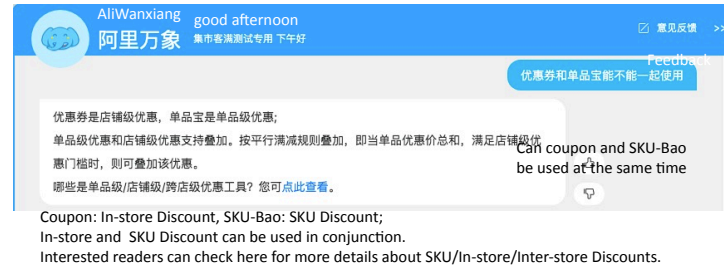 AliWanxiang
good afternoon
阿里万象
集市客满测试专用 下午好
意见反馈 >>
Feedback
优惠券和单品宝能不能一起使用
优惠券是店铺级优惠，单品宝是单品级优惠;
单品级优惠和店铺级优惠支持叠加。按平行满减规则叠加，即当单品优惠价总和，满足店铺级优
惠门槛时，则可叠加该优惠。
哪些是单品级/店铺级/跨店级优惠工具？您可点此查看。
Can coupon and SKU-Bao
be used at the same time
Coupon: In-store Discount, SKU-Bao: SKU Discount;
In-store and SKU Discount can be used in conjunction.
Interested readers can check here for more details about SKU/In-store/Inter-store Discounts.